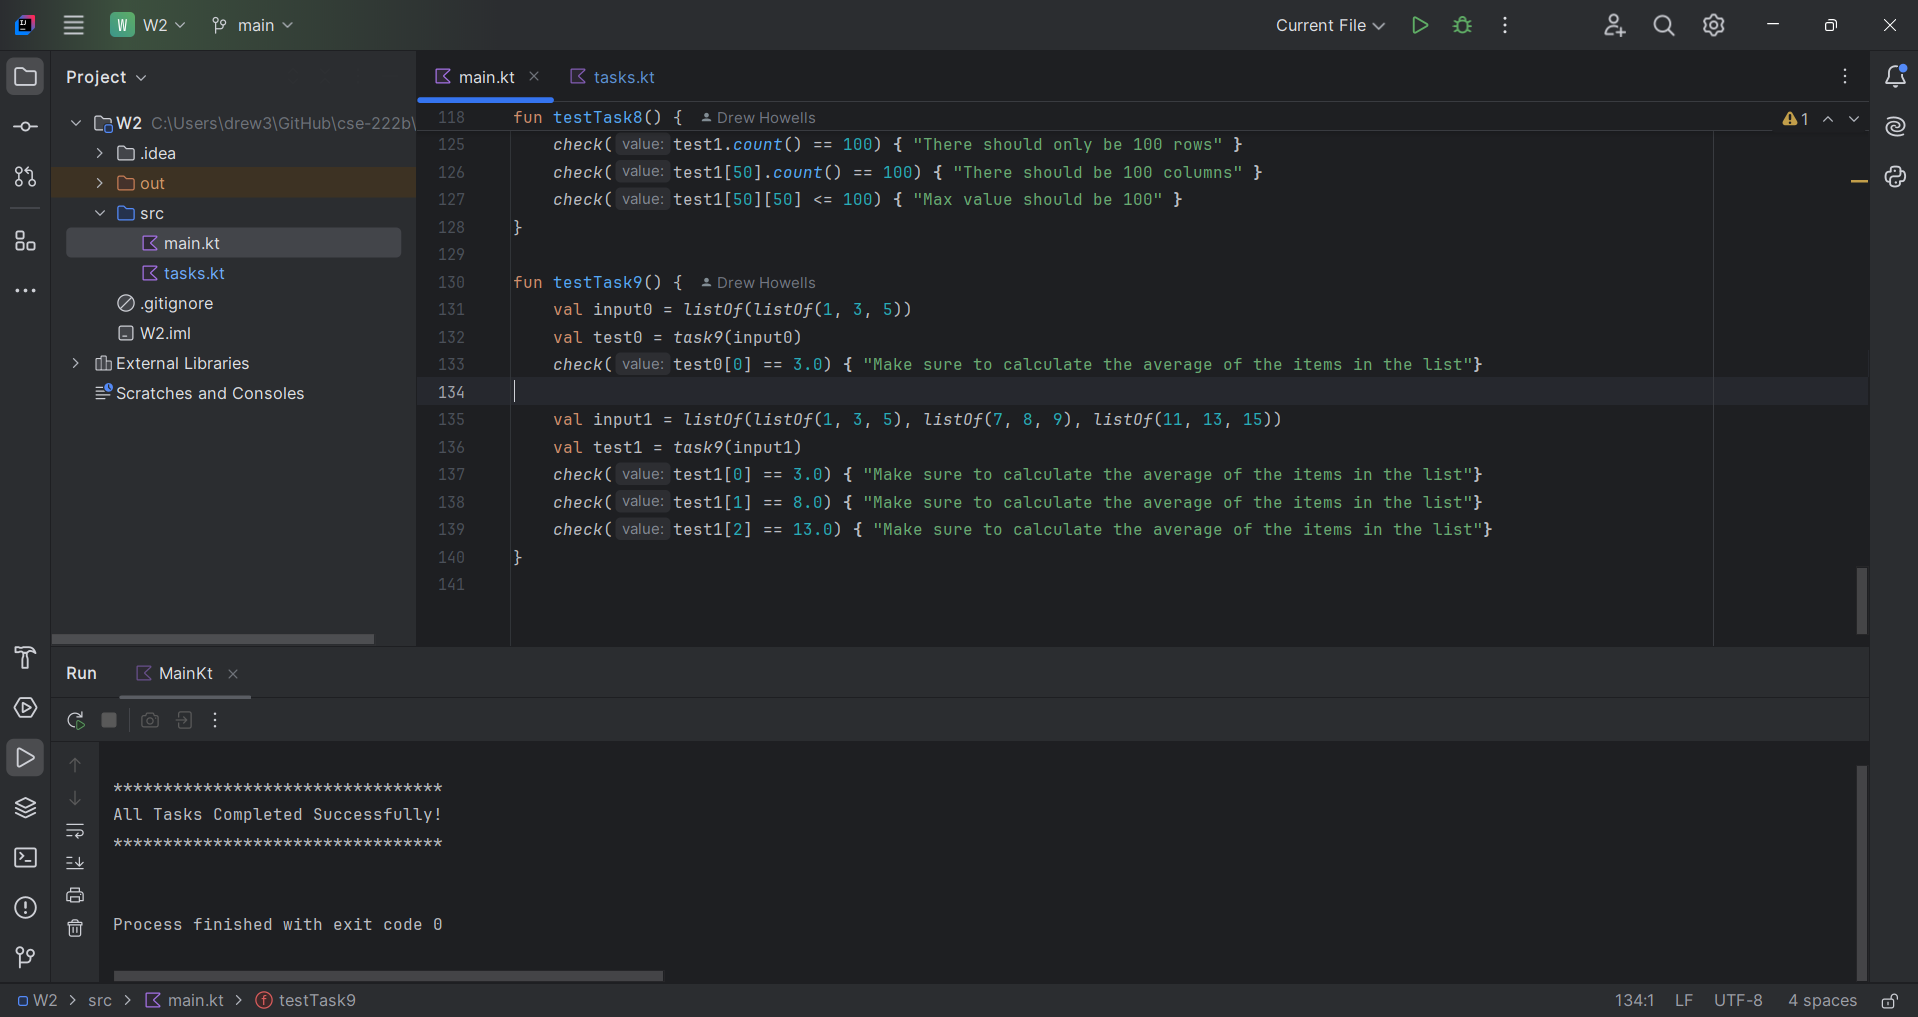 W W2 main Current File
Project
main.kt
tasks.kt
W2 C:\Users\drew3\GitHub\cse-222b\
.idea
out
src
main.kt
tasks.kt
.gitignore
W2.iml
External Libraries
Scratches and Consoles
118 fun testTask8() { Drew Howells
1
125 check( value: test1.count() == 100) { "There should only be 100 rows" }
126 check( value: test1[50].count() == 100) { "There should be 100 columns" }
127 check( value: test1[50][50] <= 100) { "Max value should be 100" }
128 }
129
130 fun testTask9() { Drew Howells
131 val input0 = listOf(listOf(1, 3, 5))
132 val test0 = task9(input0)
133 check( value: test0[0] == 3.0) { "Make sure to calculate the average of the items in the list"}
134
135 val input1 = listOf(listOf(1, 3, 5), listOf(7, 8, 9), listOf(11, 13, 15))
136 val test1 = task9(input1)
137 check( value: test1[0] == 3.0) { "Make sure to calculate the average of the items in the list"}
138 check( value: test1[1] == 8.0) { "Make sure to calculate the average of the items in the list"}
139 check( value: test1[2] == 13.0) { "Make sure to calculate the average of the items in the list"}
140 }
141
Run MainKt
*********************************
All Tasks Completed Successfully!
*********************************
Process finished with exit code 0
W2 > src > main.kt > testTask9
134:1 LF UTF-8 4 spaces